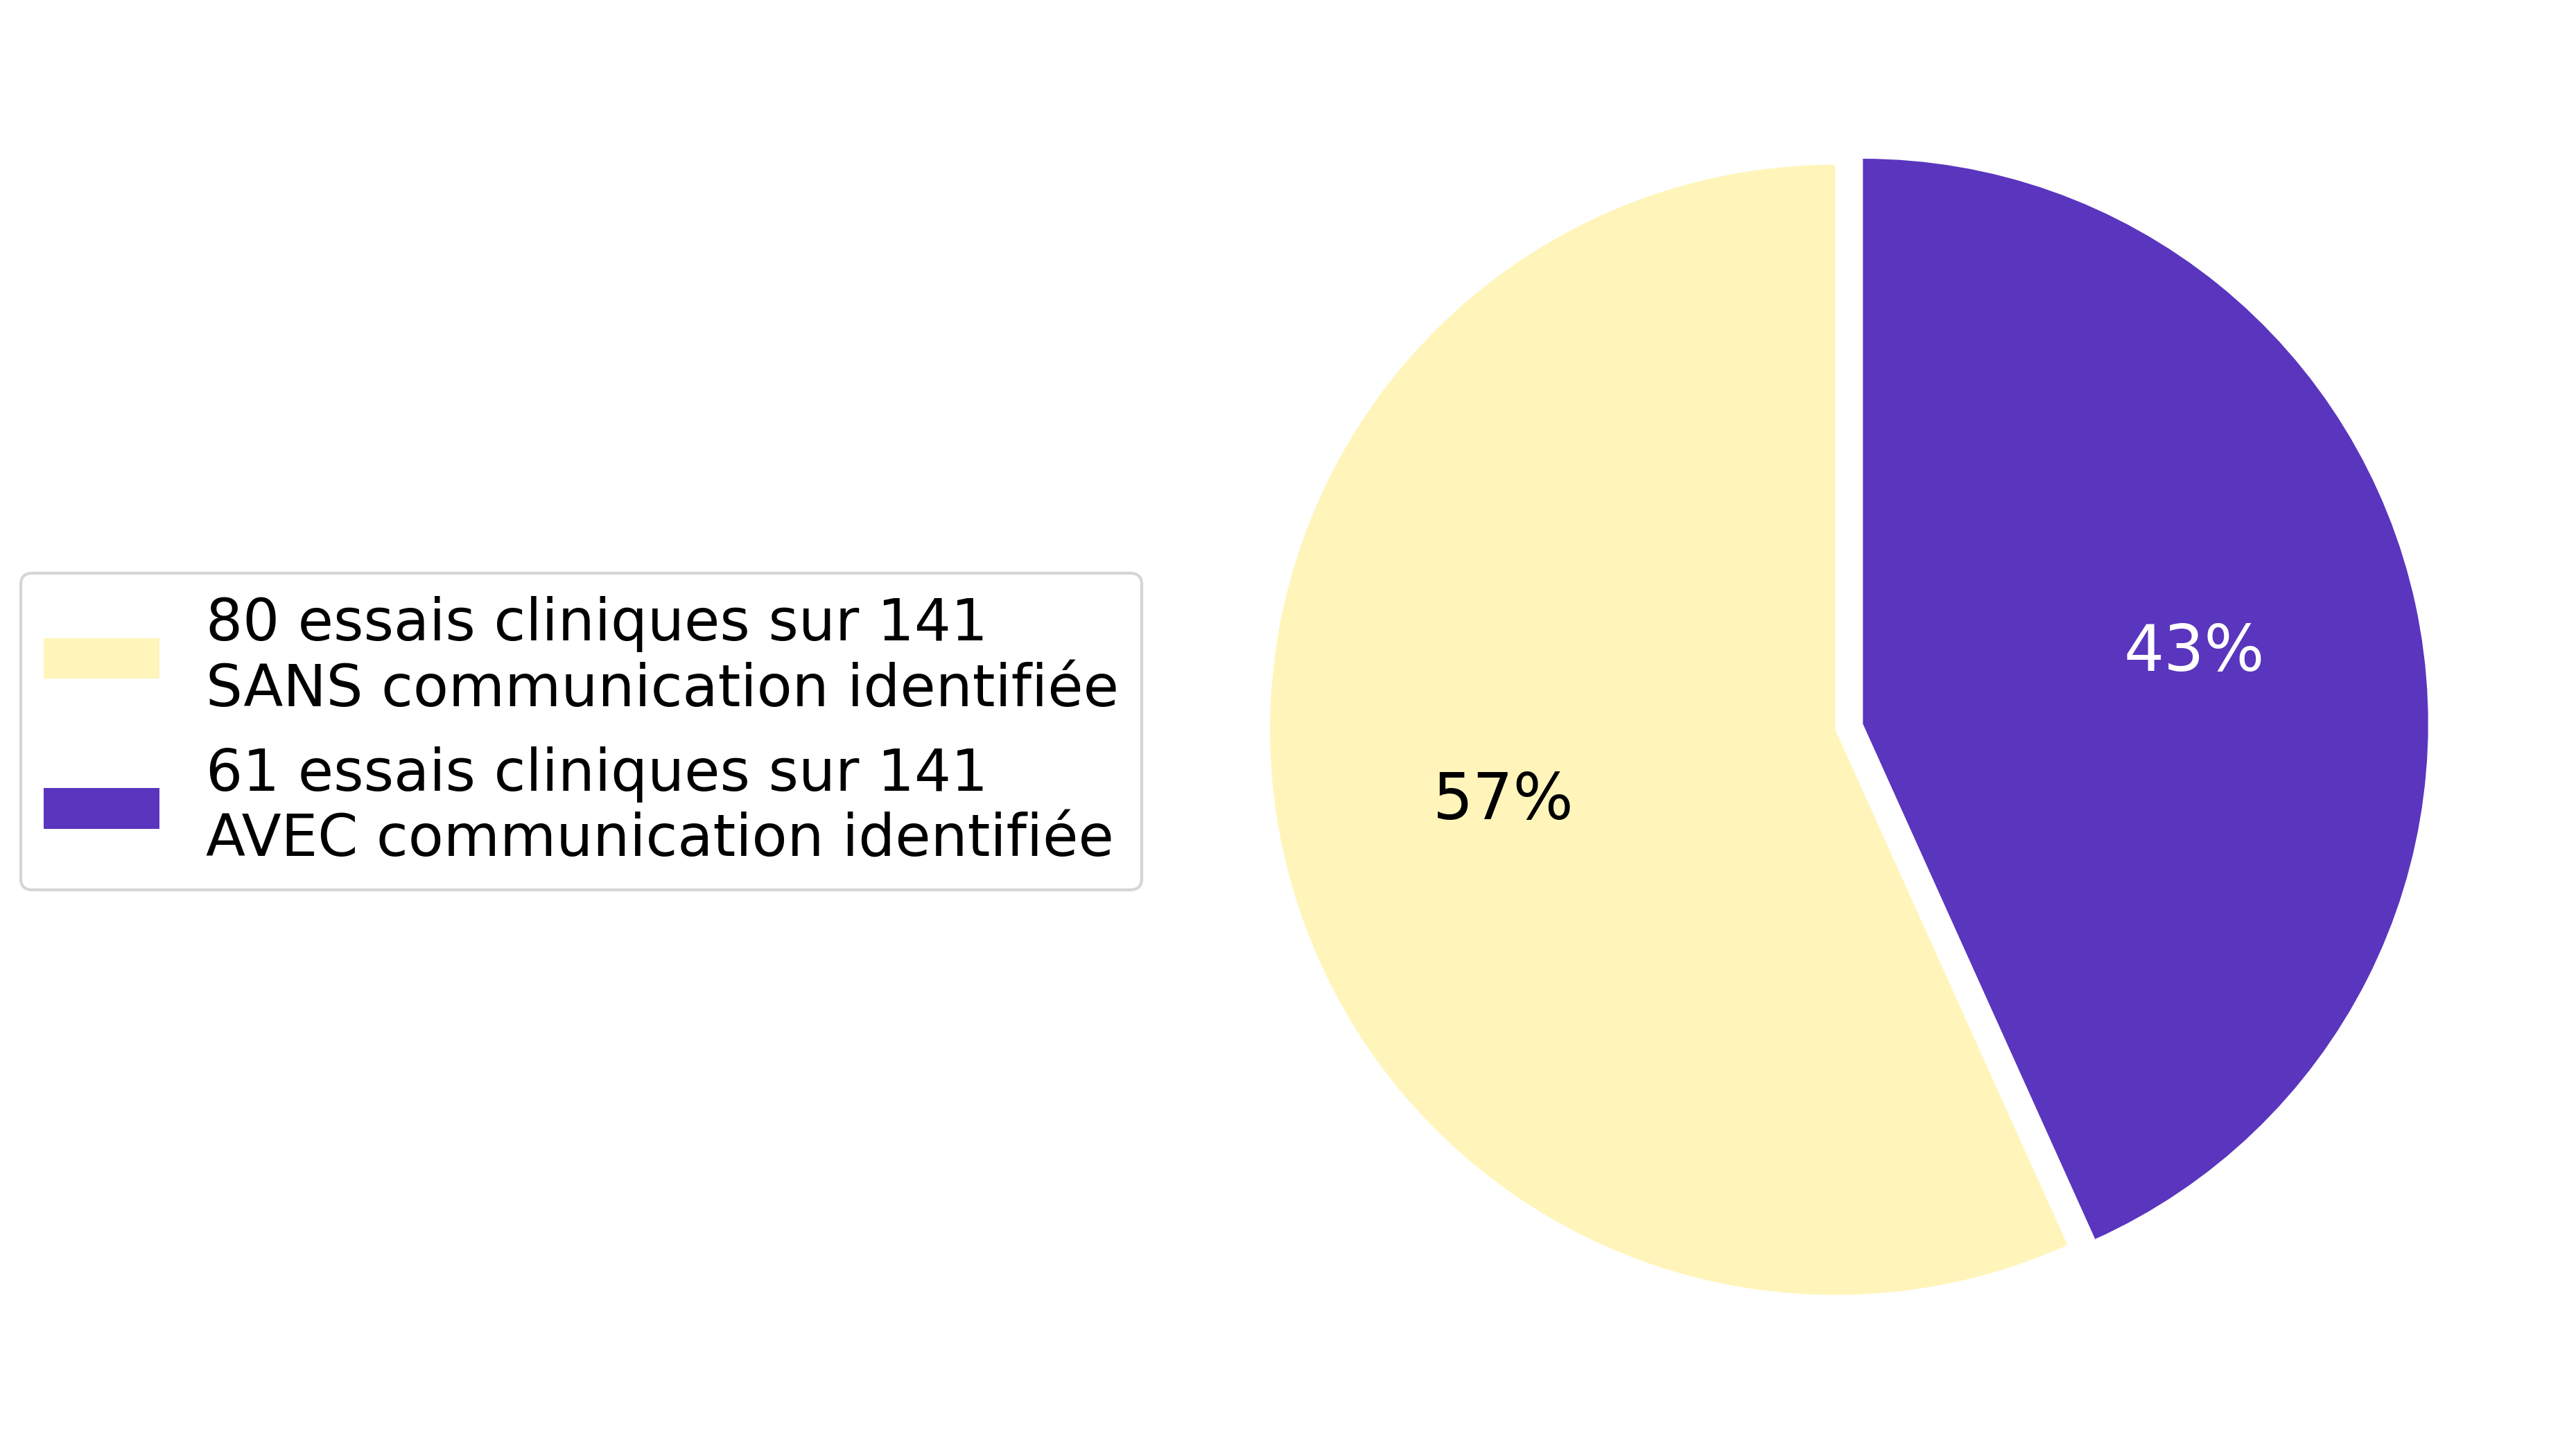 80 essais cliniques sur 141
SANS communication identifiée
61 essais cliniques sur 141
AVEC communication identifiée
43%
57%